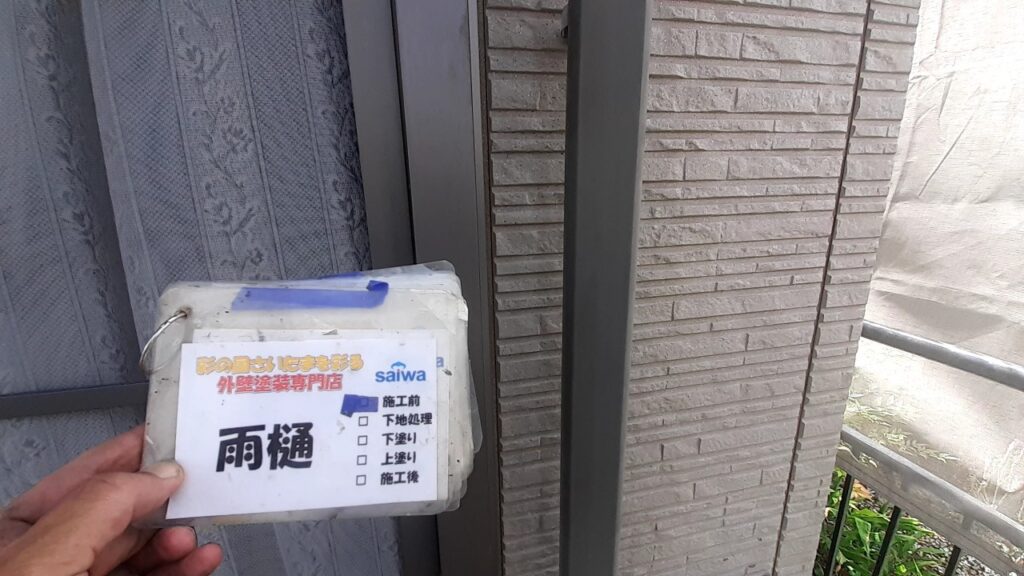 彩の国さいたまを彩る
外壁塗装専門店
saiwa
雨樋
□ 施工前
□ 下地処理
□ 下塗り
□ 上塗り
□ 施工後